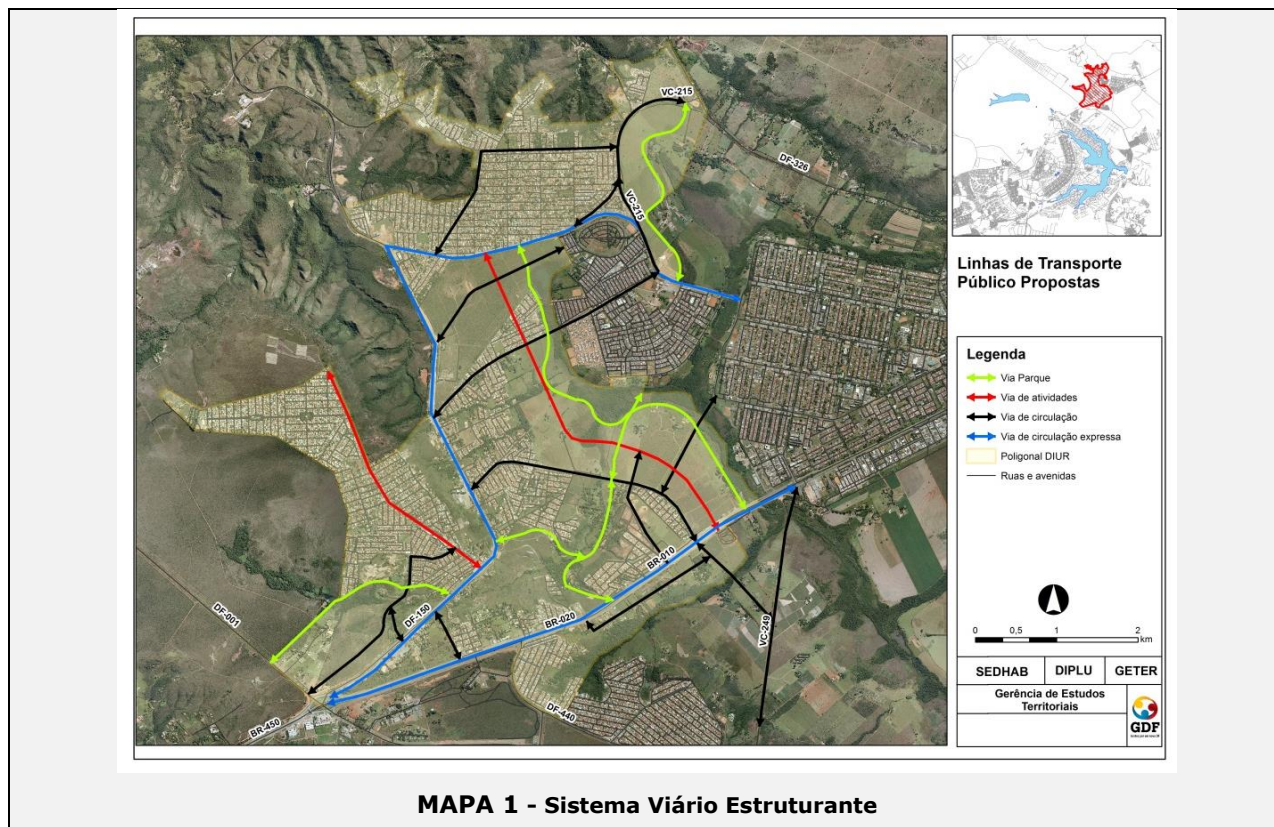 VC-215
DF-326
VC-215
DF-001
DF-150
BR-010
BR-020
VC-249
DF-440
BR-450
Linhas de Transporte
Público Propostas
Legenda
Via Parque
Via de atividades
Via de circulação
Via de circulação expressa
Poligonal DIUR
Ruas e avenidas
0 0,5 1 2
km
SEDHAB DIPLU GETER
Gerência de Estudos
Territoriais
GDF
MAPA 1 - Sistema Viário Estruturante